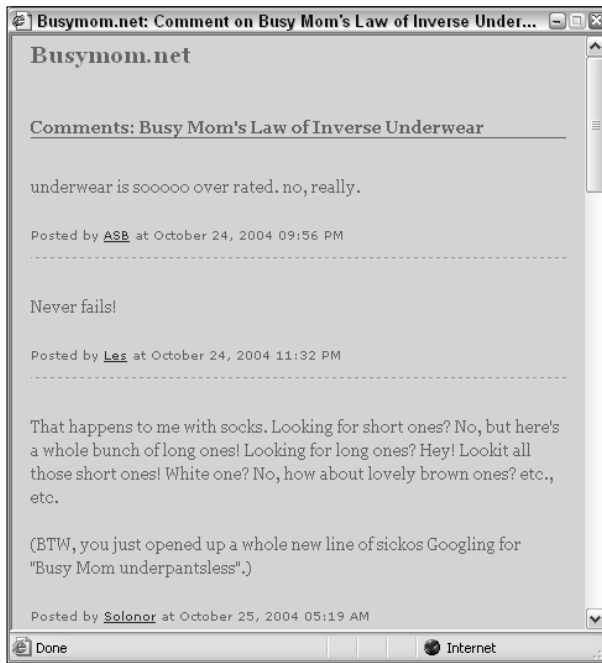 Busymom.net: Comment on Busy Mom's Law of Inverse Under...
Busymom.net
Comments: Busy Mom's Law of Inverse Underwear
underwear is sooooo over rated. no, really.
Posted by ASB at October 24, 2004 09:56 PM
Never fails!
Posted by Les at October 24, 2004 11:32 PM
That happens to me with socks. Looking for short ones? No, but here's
a whole bunch of long ones! Looking for long ones? Hey! Lookit all
those short ones! White one? No, how about lovely brown ones? etc.,
etc.
(BTW, you just opened up a whole new line of sickos Googling for
"Busy Mom underpantsless".)
Posted by Solonor at October 25, 2004 05:19 AM
Done
Internet